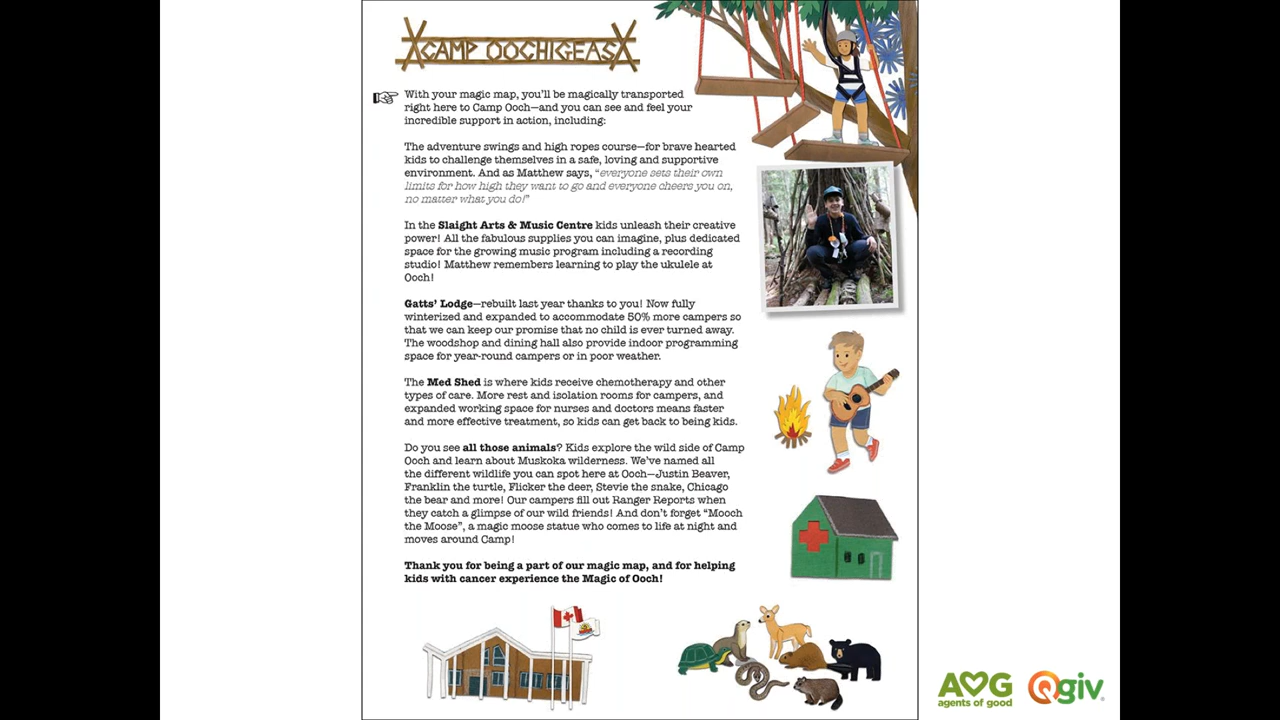 CAMP OOCHIGEAS
With your magic map, you'll be magically transported
right here to Camp Ooch—and you can see and feel your
incredible support in action, including:
The adventure swings and high ropes course—for brave hearted
kids to challenge themselves in a safe, loving and supportive
environment. And as Matthew says, “everyone sets their own
limits for how high they want to go and everyone cheers you on,
no matter what you do!”
In the Slaight Arts & Music Centre kids unleash their creative
power! All the fabulous supplies you can imagine, plus dedicated
space for the growing music program including a recording
studio! Matthew remembers learning to play the ukulele at
Ooch!
Gatts' Lodge—rebuilt last year thanks to you! Now fully
winterized and expanded to accommodate 50% more campers so
that we can keep our promise that no child is ever turned away.
The woodshop and dining hall also provide indoor programming
space for year-round campers or in poor weather.
The Med Shed is where kids receive chemotherapy and other
types of care. More rest and isolation rooms for campers, and
expanded working space for nurses and doctors means faster
and more effective treatment, so kids can get back to being kids.
Do you see all those animals? Kids explore the wild side of Camp
Ooch and learn about Muskoka wilderness. We've named all
the different wildlife you can spot here at Ooch—Justin Beaver,
Franklin the turtle, Flicker the deer, Stevie the snake, Chicago
the bear and more! Our campers fill out Ranger Reports when
they catch a glimpse of our wild friends! And don't forget “Mooch
the Moose”, a magic moose statue who comes to life at night and
moves around Camp!
Thank you for being a part of our magic map, and for helping
kids with cancer experience the Magic of Ooch!
AG
agents of good
Qgiv